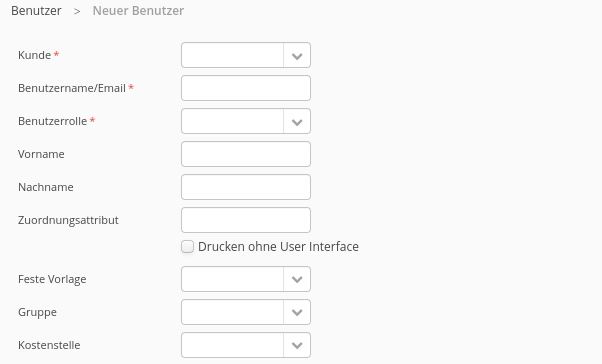 Benutzer > Neuer Benutzer
Kunde *
Benutzername/Email *
Benutzerrolle *
Vorname
Nachname
Zuordnungsattribut
Drucken ohne User Interface
Feste Vorlage
Gruppe
Kostenstelle